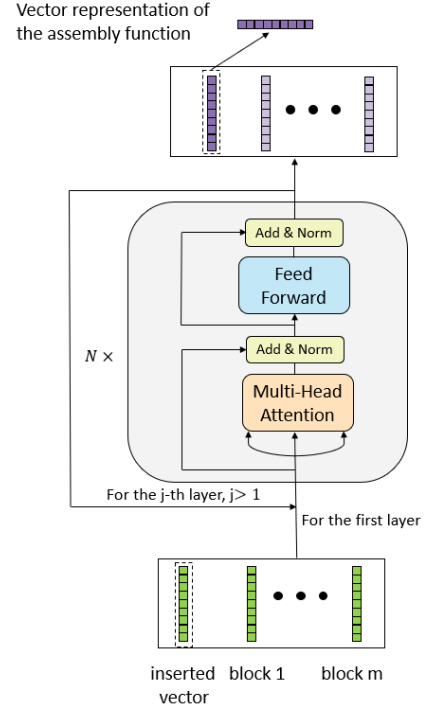 Vector representation of
the assembly function
Add & Norm
Feed
Forward
Add & Norm
N ×
Multi-Head
Attention
For the j-th layer, j> 1
For the first layer
inserted
vector
block 1
block m